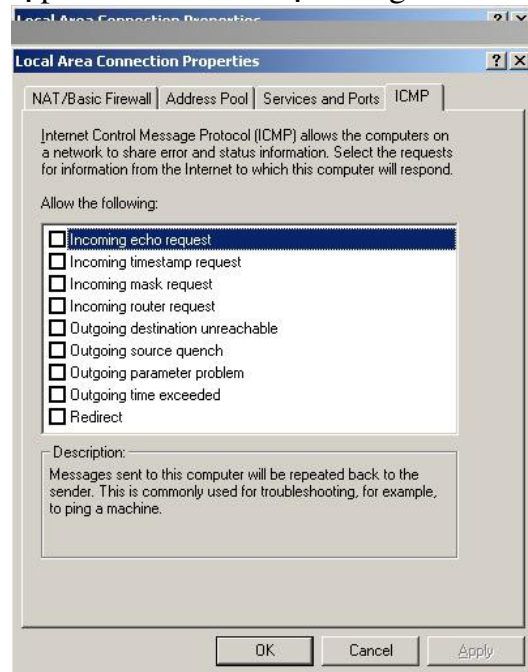 Local Area Connection Properties
Local Area Connection Properties
NAT/Basic Firewall Address Pool Services and Ports ICMP
Internet Control Message Protocol (ICMP) allows the computers on
a network to share error and status information. Select the requests
for information from the Internet to which this computer will respond.
Allow the following:
Incoming echo request
Incoming timestamp request
Incoming mask request
Incoming router request
Outgoing destination unreachable
Outgoing source quench
Outgoing parameter problem
Outgoing time exceeded
Redirect
Description:
Messages sent to this computer will be repeated back to the
sender. This is commonly used for troubleshooting, for example,
to ping a machine.
OK Cancel Apply